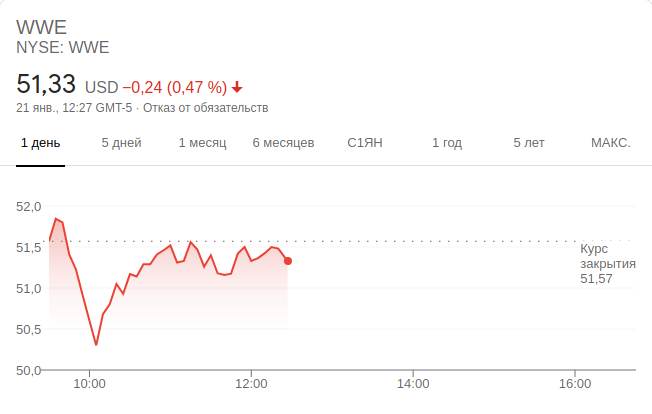 WWE
NYSE: WWE
51,33 USD −0,24 (0,47 %)
21 янв., 12:27 GMT-5 · Отказ от обязательств
1 день 5 дней 1 месяц 6 месяцев С1ЯН 1 год 5 лет МАКС.
52,0
51,5
51,0
50,5
50,0
Курс
закрытия
51,57
10:00 12:00 14:00 16:00